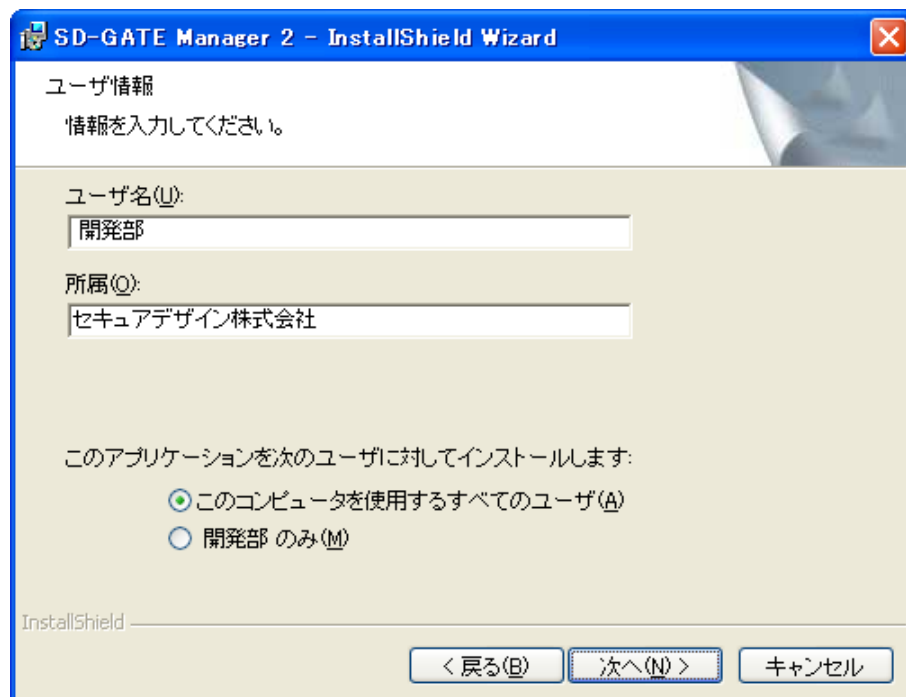 SD-GATE Manager 2 - InstallShield Wizard
ユーザ情報
情報を入力してください。
ユーザ名(U):
開発部
所属(O):
セキュアデザイン株式会社
このアプリケーションを次のユーザに対してインストールします:
このコンピュータを使用するすべてのユーザ(A)
開発部 のみ(M)
InstallShield
< 戻る(B) 次へ(N) > キャンセル